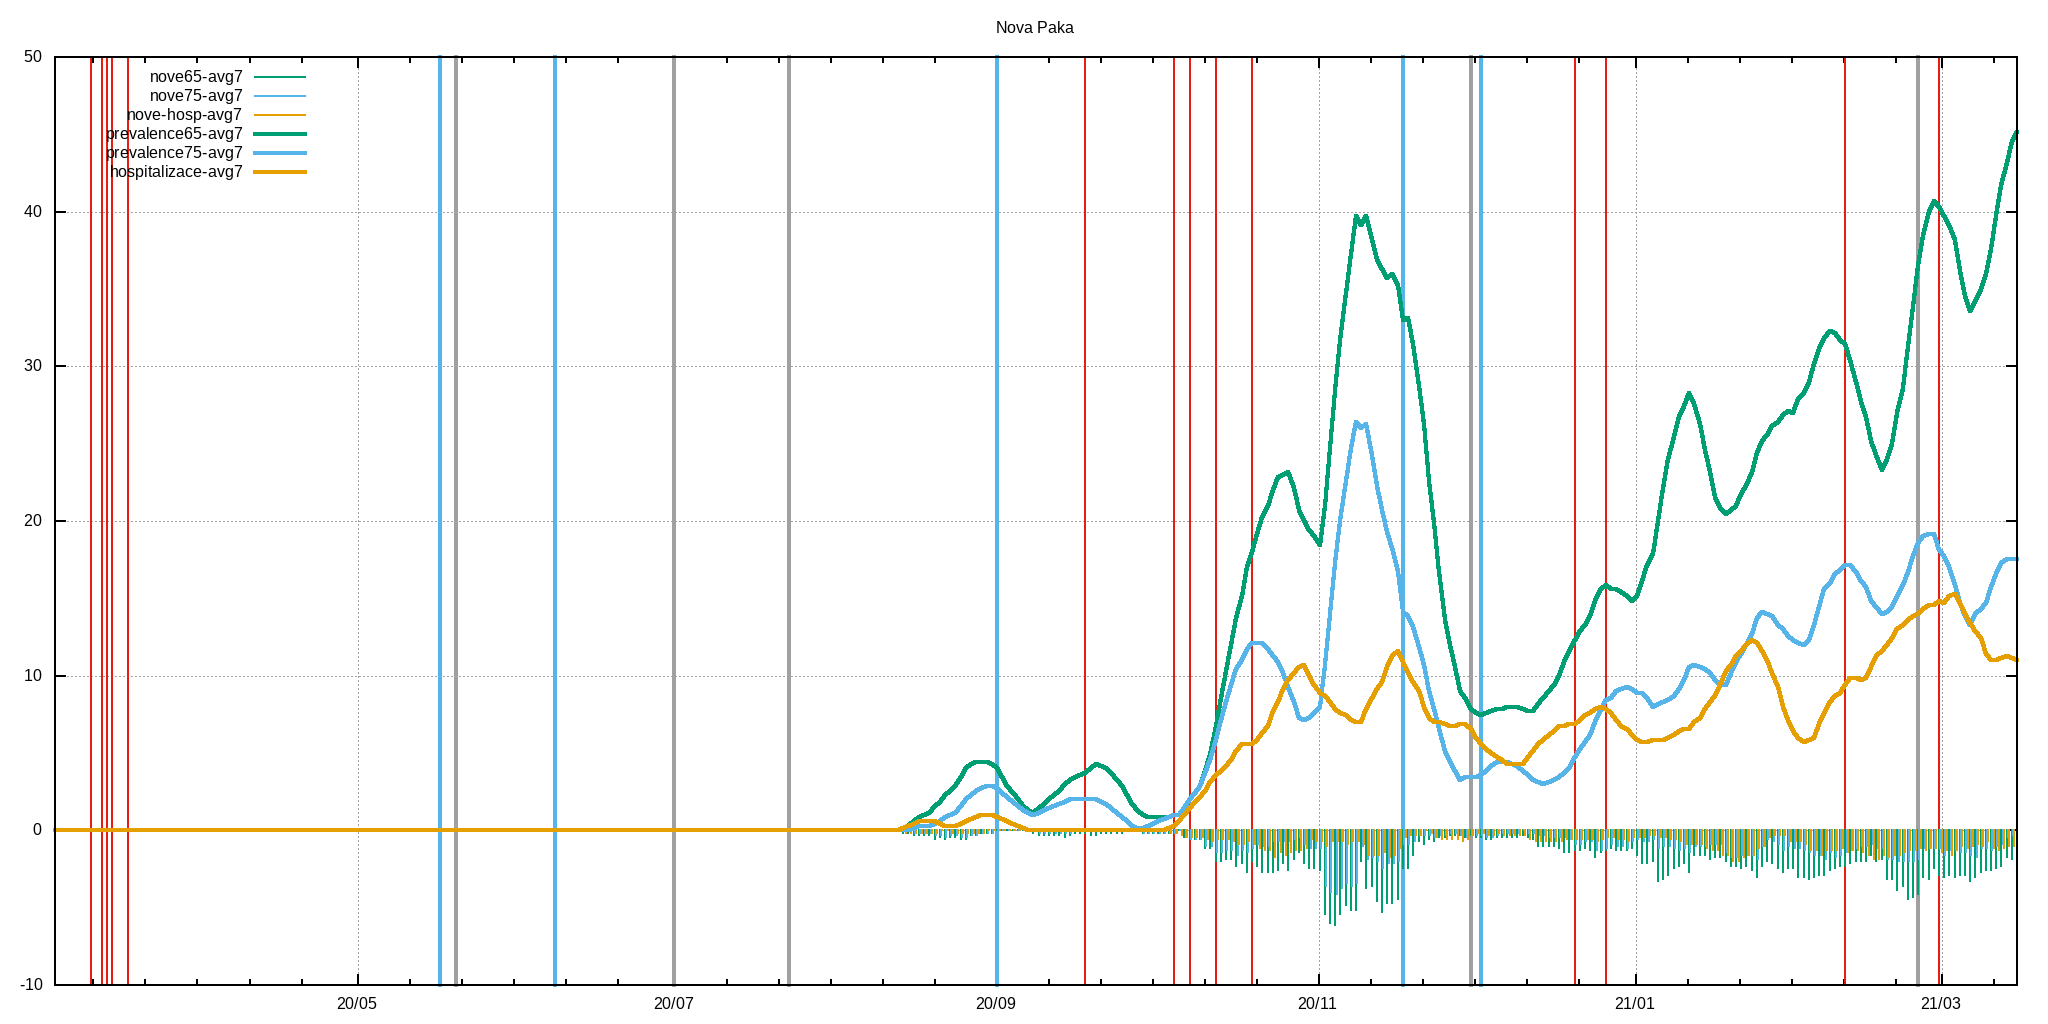 Nova Paka
50
nove65-avg7
nove75-avg7
nove-hosp-avg7
prevalence65-avg7
prevalence75-avg7
hospitalizace-avg7
40
30
20
10
0
-10
20/05 20/07 20/09 20/11 21/01 21/03